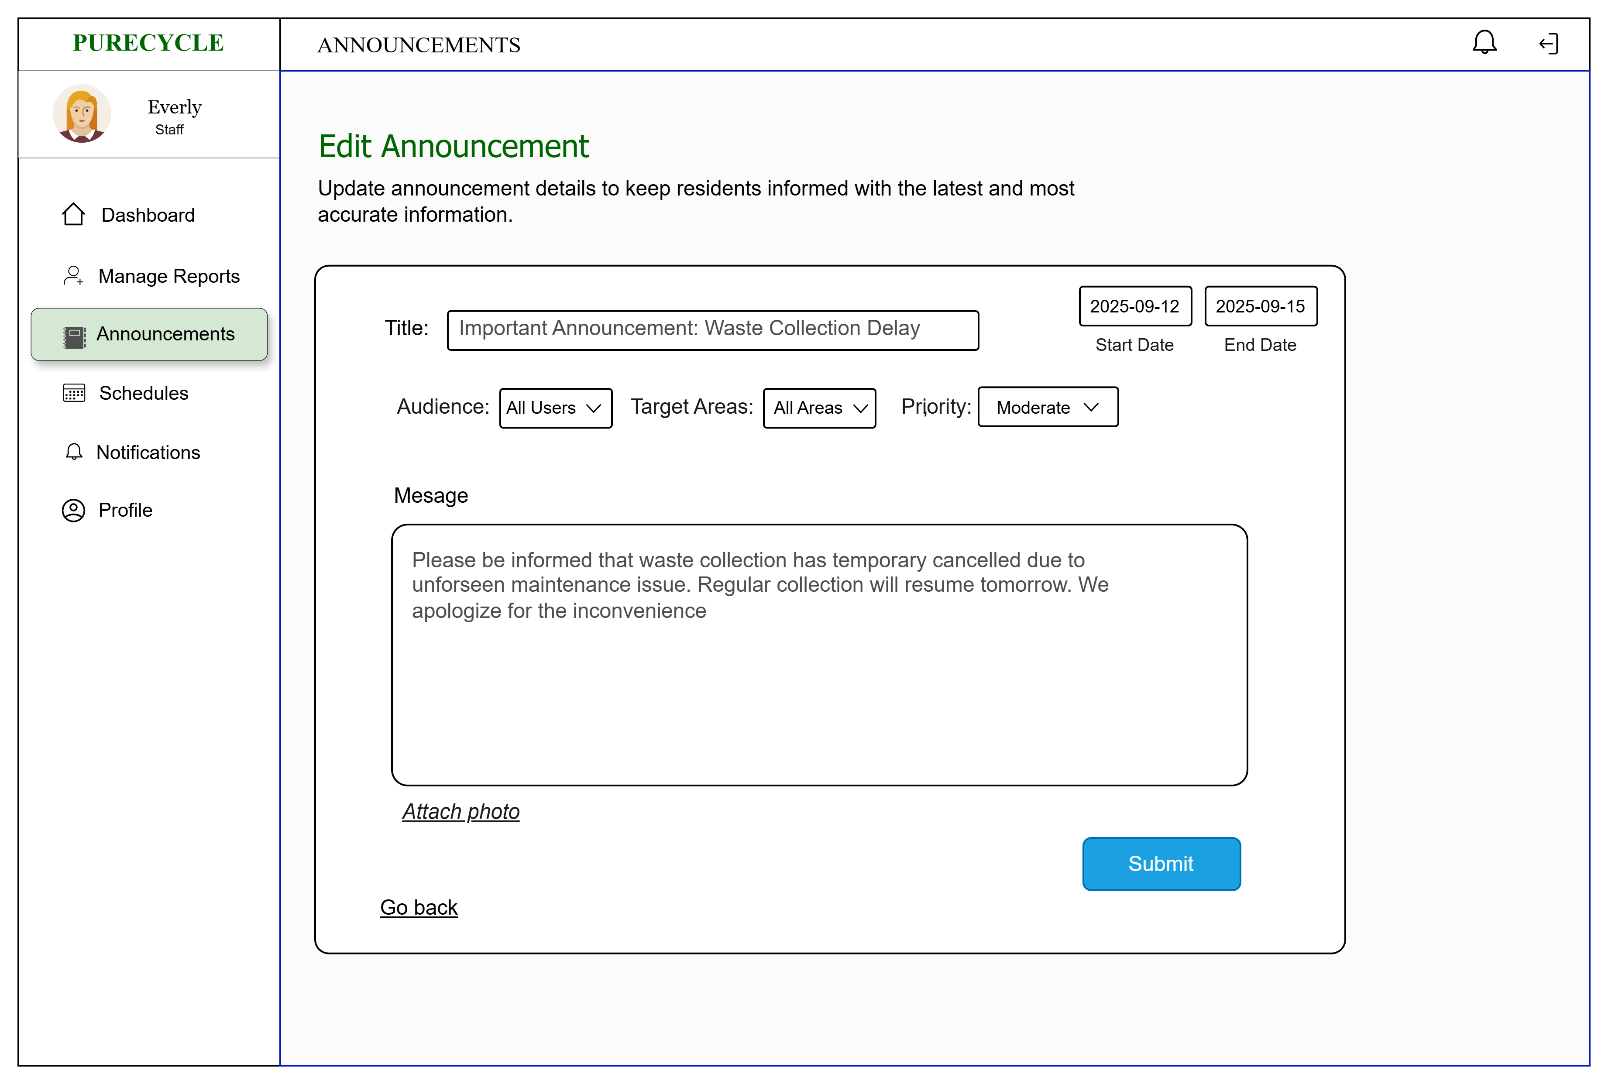 PURECYCLE
ANNOUNCEMENTS
Everly
Staff
Dashboard
Manage Reports
Announcements
Schedules
Notifications
Profile
Edit Announcement
Update announcement details to keep residents informed with the latest and most
accurate information.
Title: Important Announcement: Waste Collection Delay
2025-09-12 2025-09-15
Start Date End Date
Audience: All Users Target Areas: All Areas Priority: Moderate
Mesage
Please be informed that waste collection has temporary cancelled due to
unforseen maintenance issue. Regular collection will resume tomorrow. We
apologize for the inconvenience
Attach photo
Submit
Go back